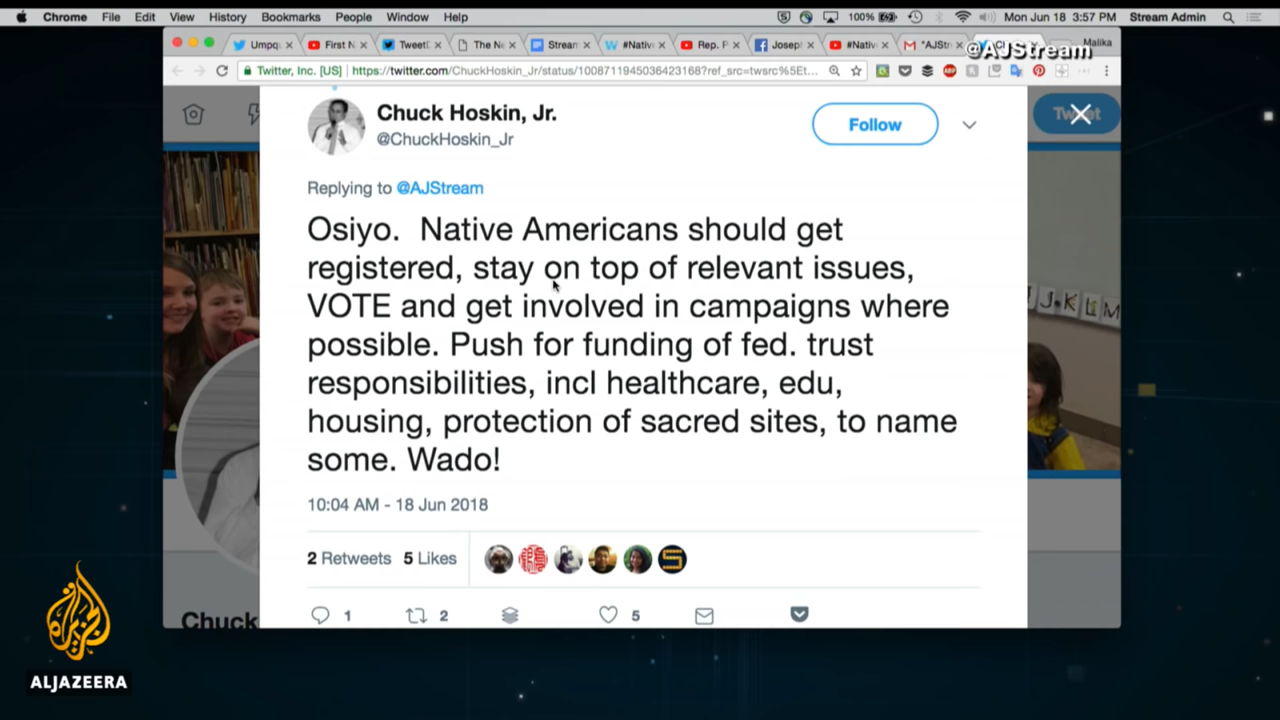 Chrome File Edit View History Bookmarks People Window Help 100% Mon Jun 18 3:57 PM Stream Admin
Umpq First N Tweet The Ne Stream #Nativ Rep. P Josep #Nativ "AJStr Malika
@AJStream
Twitter, Inc. [US] https://twitter.com/ChuckHoskin_Jr/status/1008711945036423168?ref_src=twsrc%5Et...
Chuck Hoskin, Jr.
@ChuckHoskin_Jr
Follow
Replying to @AJStream
Osiyo. Native Americans should get
registered, stay on top of relevant issues,
VOTE and get involved in campaigns where
possible. Push for funding of fed. trust
responsibilities, incl healthcare, edu,
housing, protection of sacred sites, to name
some. Wado!
10:04 AM - 18 Jun 2018
2 Retweets 5 Likes
1 2 5
Chuck
الجزيرة
ALJAZEERA